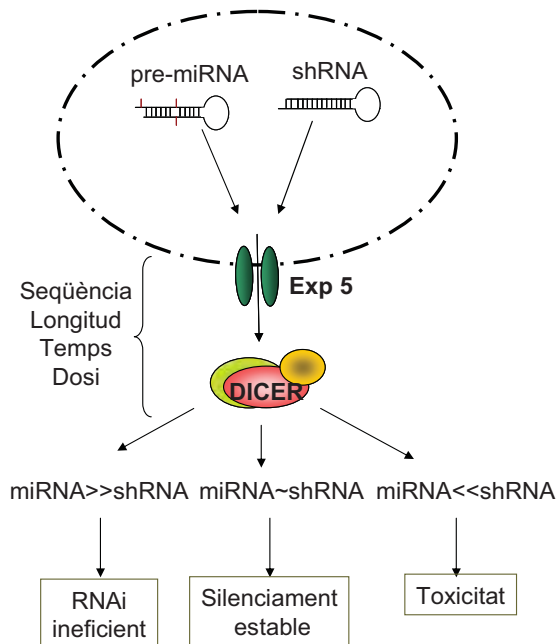 pre-miRNA
shRNA
Exp 5
Seqüència
Longitud
Temps
Dosi
DICER
miRNA>>shRNA
miRNA~shRNA
miRNA<<shRNA
RNAi
ineficient
Silenciament
estable
Toxicitat